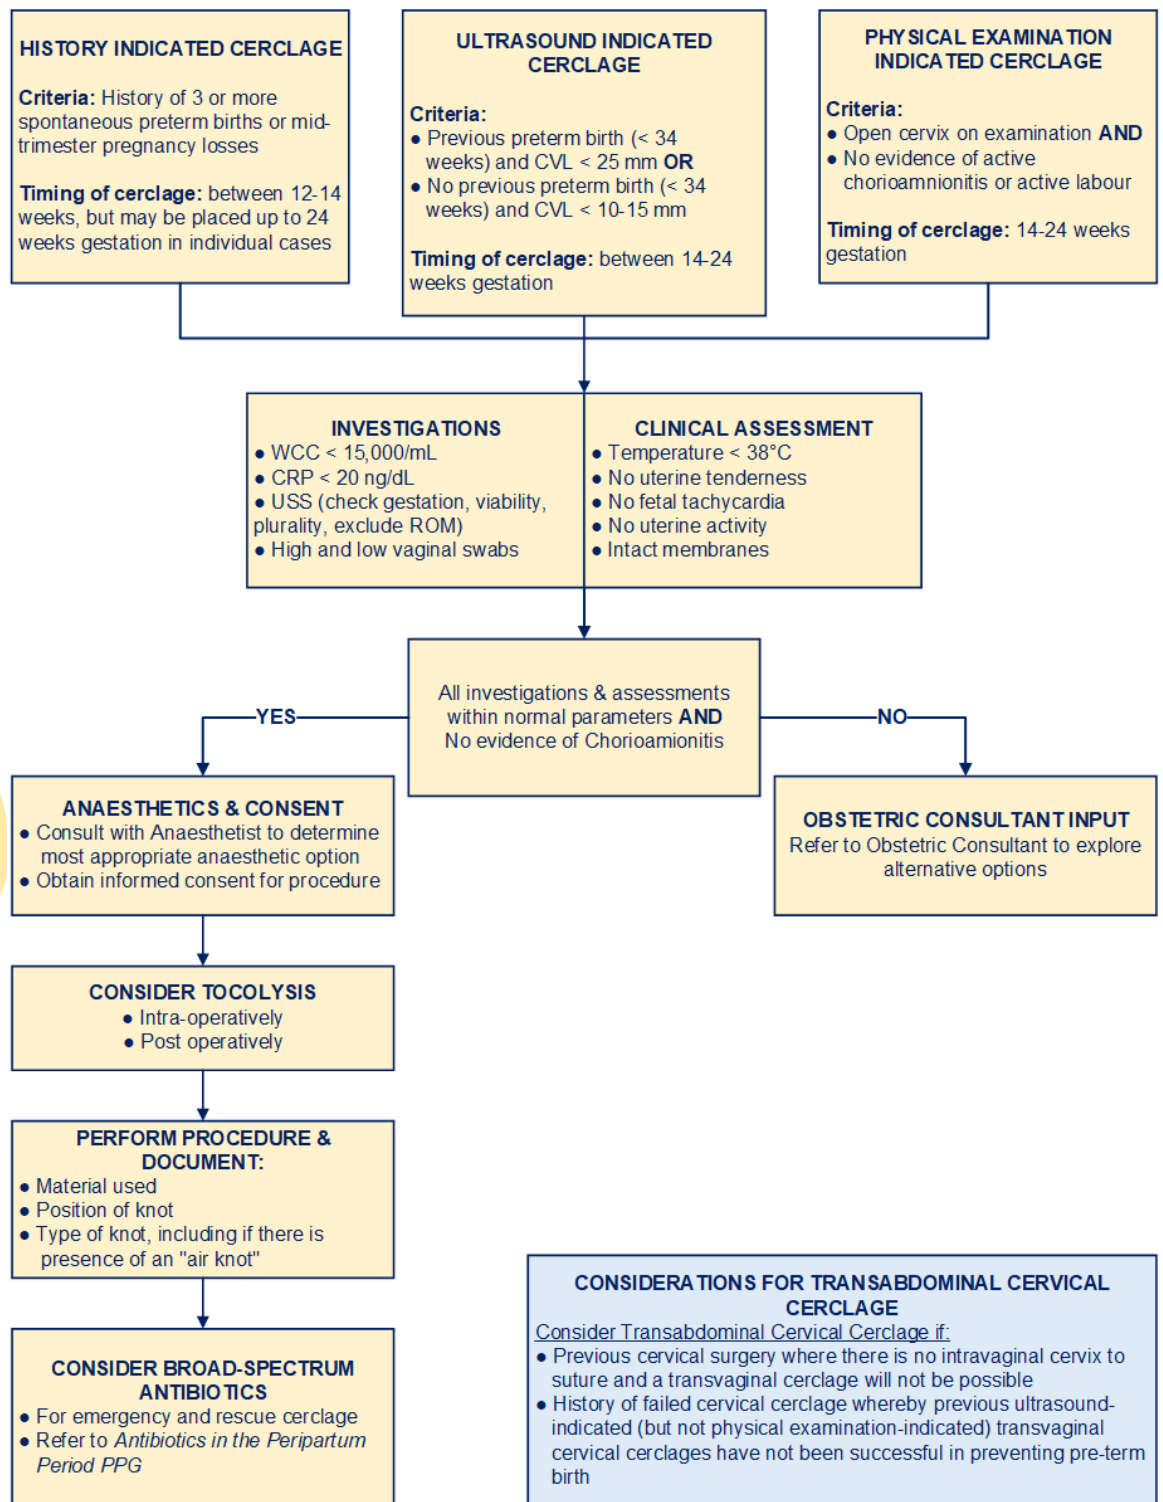 HISTORY INDICATED CERCLAGE
Criteria: History of 3 or more
spontaneous preterm births or mid-
trimester pregnancy losses
Timing of cerclage: between 12-14
weeks, but may be placed up to 24
weeks gestation in individual cases
ULTRASOUND INDICATED
CERCLAGE
Criteria:
● Previous preterm birth (< 34
weeks) and CVL < 25 mm OR
● No previous preterm birth (< 34
weeks) and CVL < 10-15 mm
Timing of cerclage: between 14-24
weeks gestation
PHYSICAL EXAMINATION
INDICATED CERCLAGE
Criteria:
● Open cervix on examination AND
● No evidence of active
chorioamnionitis or active labour
Timing of cerclage: 14-24 weeks
gestation
INVESTIGATIONS
● WCC < 15,000/mL
● CRP < 20 ng/dL
● USS (check gestation, viability,
plurality, exclude ROM)
● High and low vaginal swabs
CLINICAL ASSESSMENT
● Temperature < 38°C
● No uterine tenderness
● No fetal tachycardia
● No uterine activity
● Intact membranes
All investigations & assessments
within normal parameters AND
No evidence of Chorioamionitis
YES
NO
ANAESTHETICS & CONSENT
● Consult with Anaesthetist to determine
most appropriate anaesthetic option
● Obtain informed consent for procedure
OBSTETRIC CONSULTANT INPUT
Refer to Obstetric Consultant to explore
alternative options
CONSIDER TOCOLYSIS
● Intra-operatively
● Post operatively
PERFORM PROCEDURE &
DOCUMENT:
● Material used
● Position of knot
● Type of knot, including if there is
presence of an "air knot"
CONSIDER BROAD-SPECTRUM
ANTIBIOTICS
● For emergency and rescue cerclage
● Refer to Antibiotics in the Peripartum
Period PPG
CONSIDERATIONS FOR TRANSABDOMINAL CERVICAL
CERCLAGE
Consider Transabdominal Cervical Cerclage if:
● Previous cervical surgery where there is no intravaginal cervix to
suture and a transvaginal cerclage will not be possible
● History of failed cervical cerclage whereby previous ultrasound-
indicated (but not physical examination-indicated) transvaginal
cervical cerclages have not been successful in preventing pre-term
birth